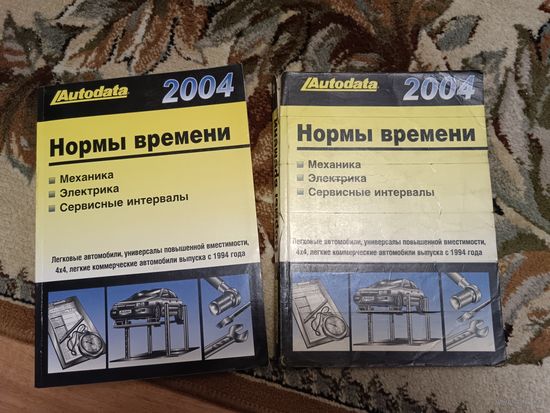 Autodata 2004
Нормы времени
Механика
Электрика
Сервисные интервалы
Легковые автомобили, универсалы повышенной вместимости,
4x4, легкие коммерческие автомобили выпуска с 1994 года
Autodata 2004
Нормы времени
Механика
Электрика
Сервисные интервалы
Легковые автомобили, универсалы повышенной вместимости,
4x4, легкие коммерческие автомобили выпуска с 1994 года